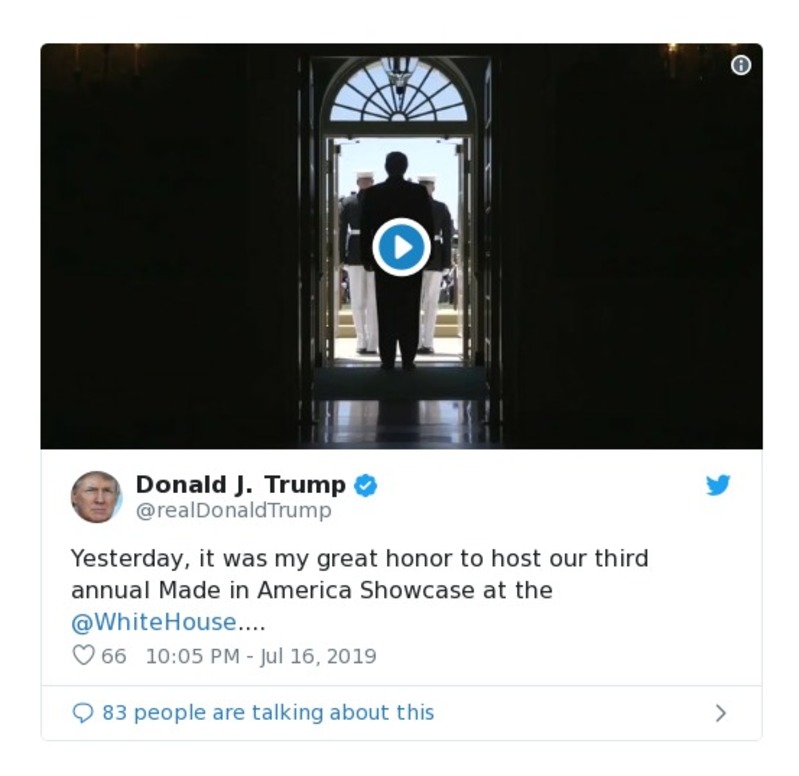 Donald J. Trump
@realDonaldTrump
Yesterday, it was my great honor to host our third
annual Made in America Showcase at the
@WhiteHouse....
66 10:05 PM - Jul 16, 2019
83 people are talking about this